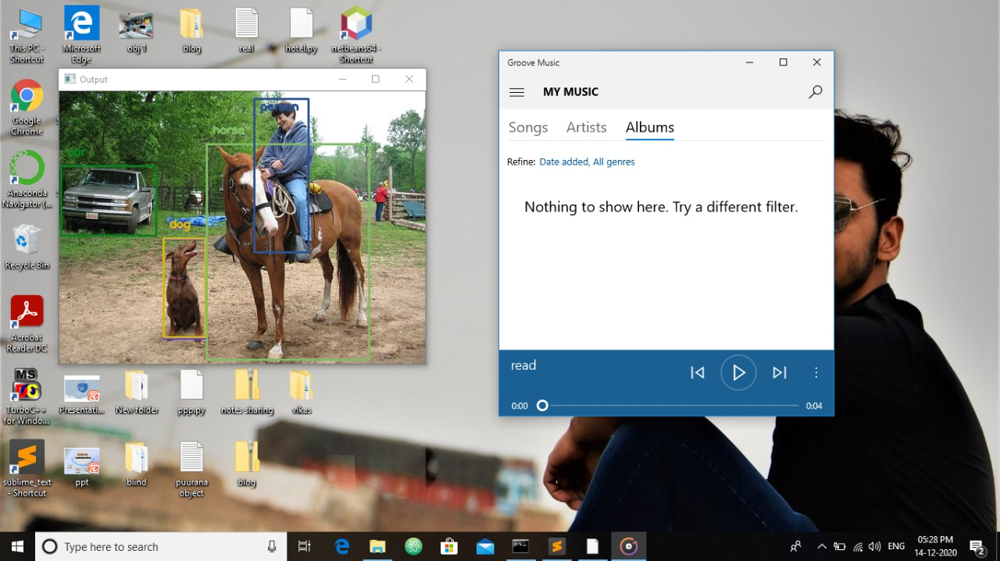 This PC -
Shortcut
Microsoft
Edge
obj 1
blog
real
hotel.py
netbeans64 -
Shortcut
Google
Chrome
Anaconda
Navigator (...
Recycle Bin
Acrobat
Reader DC
MS
TurboC++
for Windo...
Presentati...
New folder
ppp.py
notes sharing
vikas
sublime_text
- Shortcut
ppt
blind
puurana
object
blog
Output
person
horse
car
dog
Groove Music
MY MUSIC
Songs Artists Albums
Refine: Date added, All genres
Nothing to show here. Try a different filter.
read
0:00 0:04
Type here to search
ENG
05:28 PM
14-12-2020
2